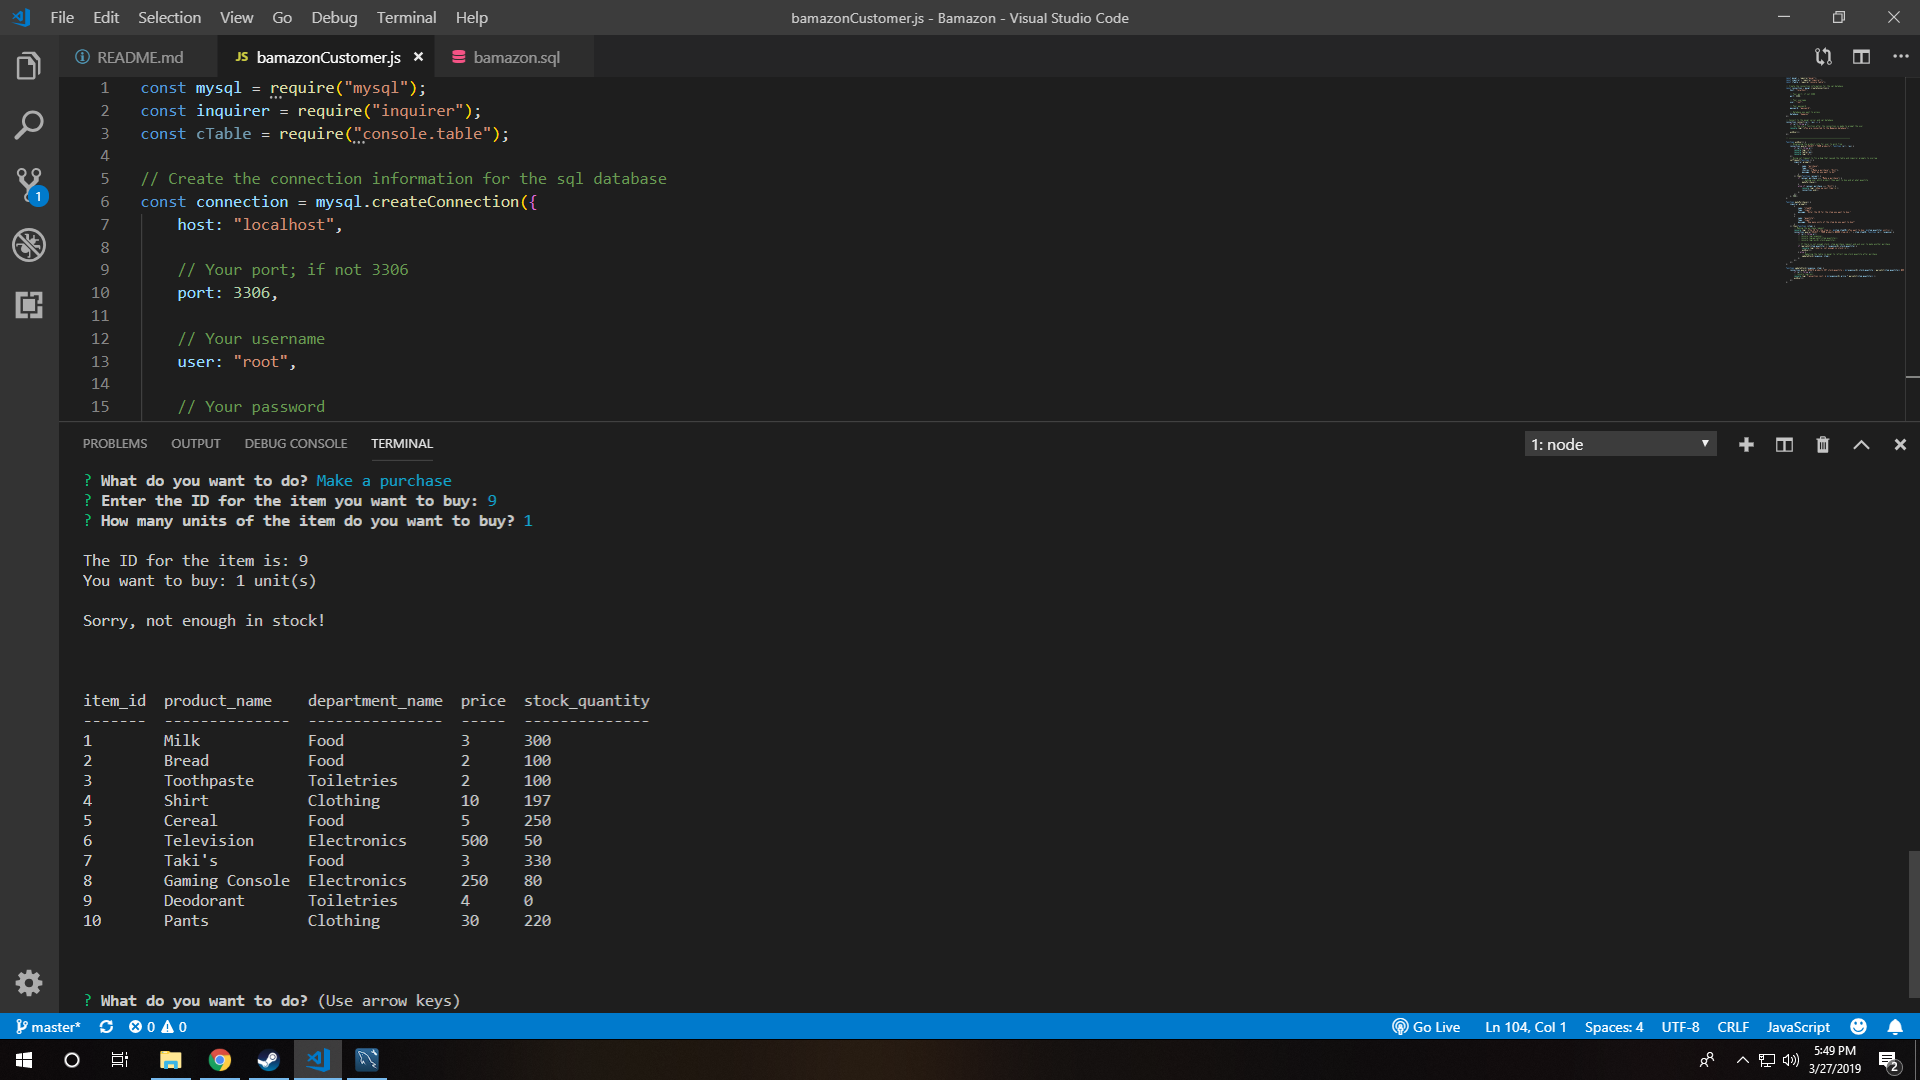 File Edit Selection View Go Debug Terminal Help
bamazonCustomer.js - Bamazon - Visual Studio Code
README.md
JS bamazonCustomer.js
bamazon.sql
1 const mysql = require("mysql");
2 const inquirer = require("inquirer");
3 const cTable = require("console.table");
4
5 // Create the connection information for the sql database
6 const connection = mysql.createConnection({
7 host: "localhost",
8
9 // Your port; if not 3306
10 port: 3306,
11
12 // Your username
13 user: "root",
14
15 // Your password
1
PROBLEMS OUTPUT DEBUG CONSOLE TERMINAL
1: node
? What do you want to do? Make a purchase
? Enter the ID for the item you want to buy: 9
? How many units of the item do you want to buy? 1
The ID for the item is: 9
You want to buy: 1 unit(s)
Sorry, not enough in stock!
item_id product_name department_name price stock_quantity
------- -------------- --------------- ----- --------------
1 Milk Food 3 300
2 Bread Food 2 100
3 Toothpaste Toiletries 2 100
4 Shirt Clothing 10 197
5 Cereal Food 5 250
6 Television Electronics 500 50
7 Taki's Food 3 330
8 Gaming Console Electronics 250 80
9 Deodorant Toiletries 4 0
10 Pants Clothing 30 220
? What do you want to do? (Use arrow keys)
master* 0 0
Go Live Ln 104, Col 1 Spaces: 4 UTF-8 CRLF JavaScript
5:49 PM
3/27/2019
2